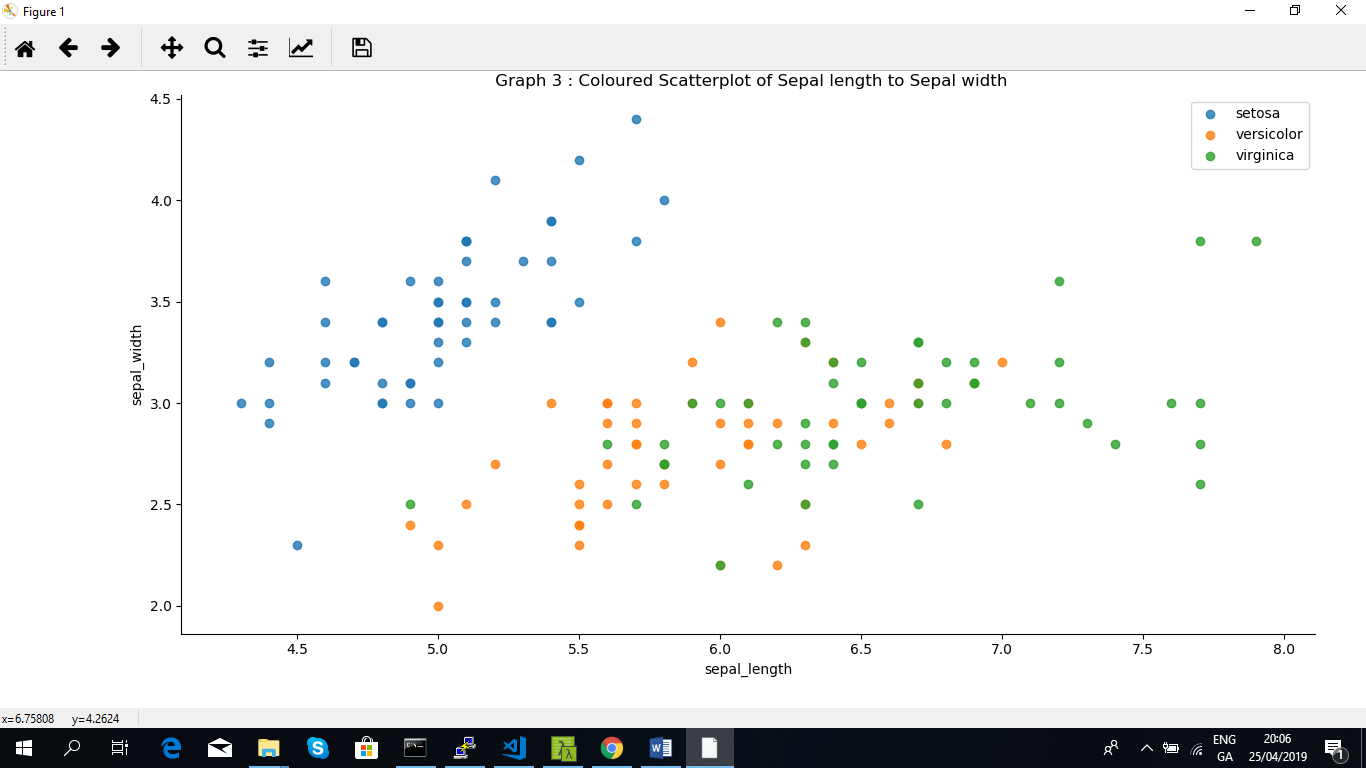 Figure 1
Graph 3 : Coloured Scatterplot of Sepal length to Sepal width
setosa
versicolor
virginica
4.5
4.0
3.5
3.0
2.5
2.0
sepal_width
4.5 5.0 5.5 6.0 6.5 7.0 7.5 8.0
sepal_length
x=6.75808 y=4.2624
ENG 20:06
GA 25/04/2019
1